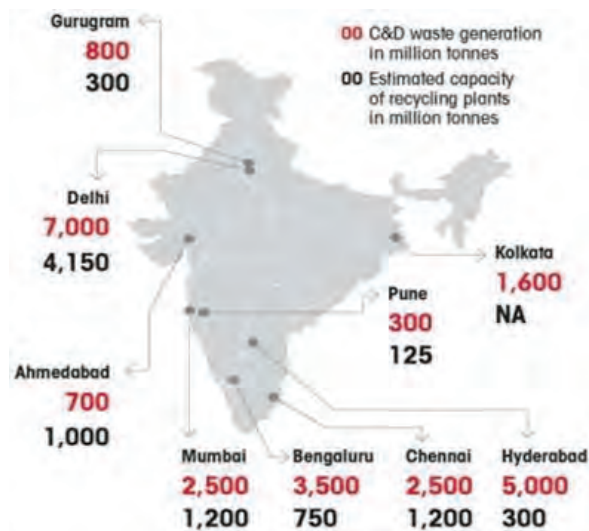 Gurugram
800
300
00 C&D waste generation
in million tonnes
00 Estimated capacity
of recycling plants
in million tonnes
Delhi
7,000
4,150
Kolkata
1,600
NA
Pune
300
125
Ahmedabad
700
1,000
Mumbai
2,500
1,200
Bengaluru
3,500
750
Chennai
2,500
1,200
Hyderabad
5,000
300